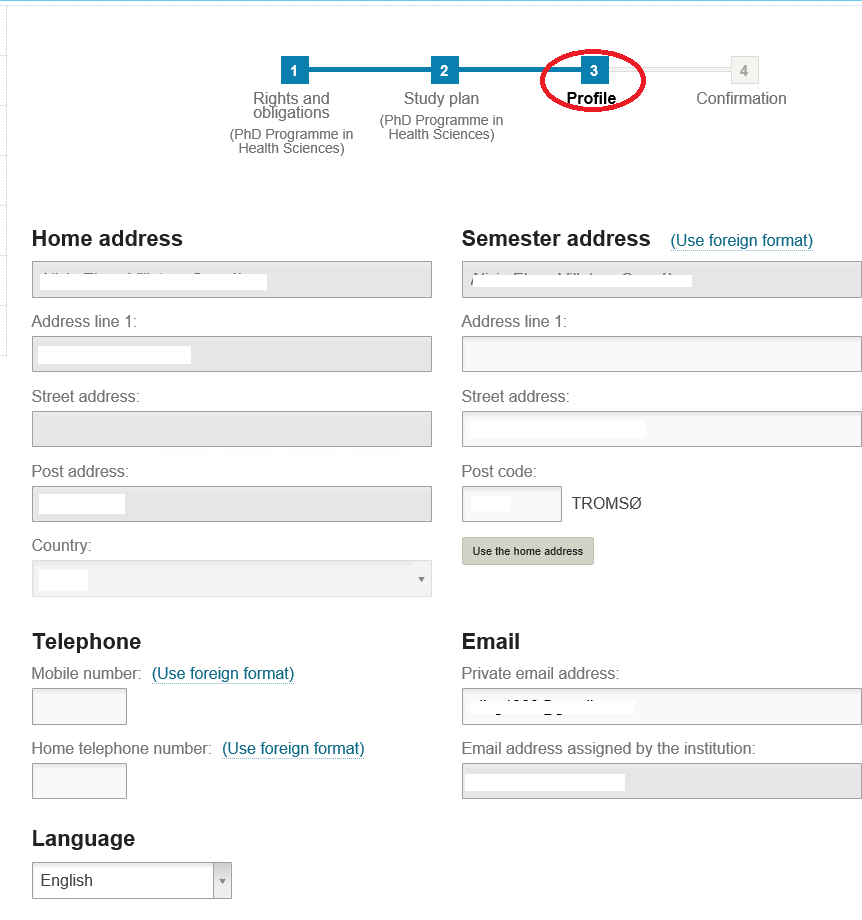 1
2
3
4
Rights and
obligations
(PhD Programme in
Health Sciences)
Study plan
(PhD Programme in
Health Sciences)
Profile
Confirmation
Home address
Address line 1:
Street address:
Post address:
Country:
Semester address (Use foreign format)
Address line 1:
Street address:
Post code:
TROMSØ
Use the home address
Telephone
Mobile number: (Use foreign format)
Home telephone number: (Use foreign format)
Email
Private email address:
Email address assigned by the institution:
Language
English